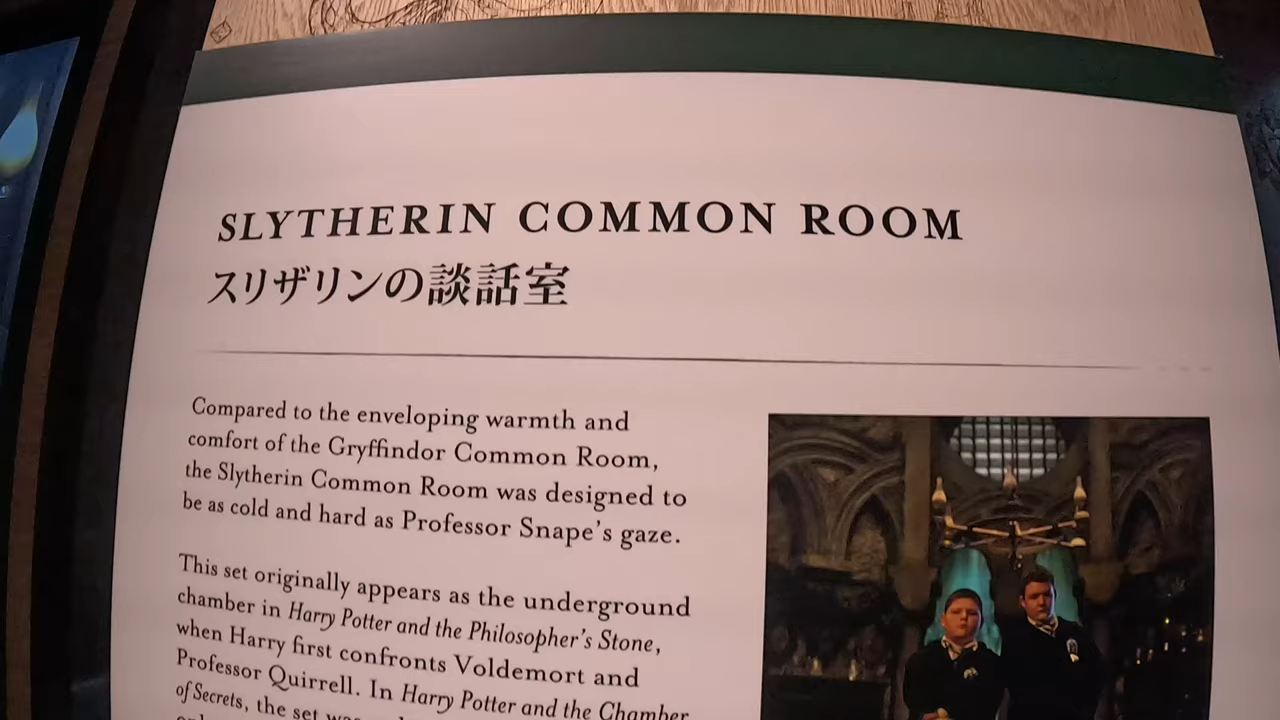 SLYTHERIN COMMON ROOM
スリザリンの談話室
Compared to the enveloping warmth and
comfort of the Gryffindor Common Room,
the Slytherin Common Room was designed to
be as cold and hard as Professor Snape's gaze.
This set originally appears as the underground
chamber in Harry Potter and the Philosopher's Stone,
when Harry first confronts Voldemort and
Professor Quirrell. In Harry Potter and the Chamber
of Secrets, the set was